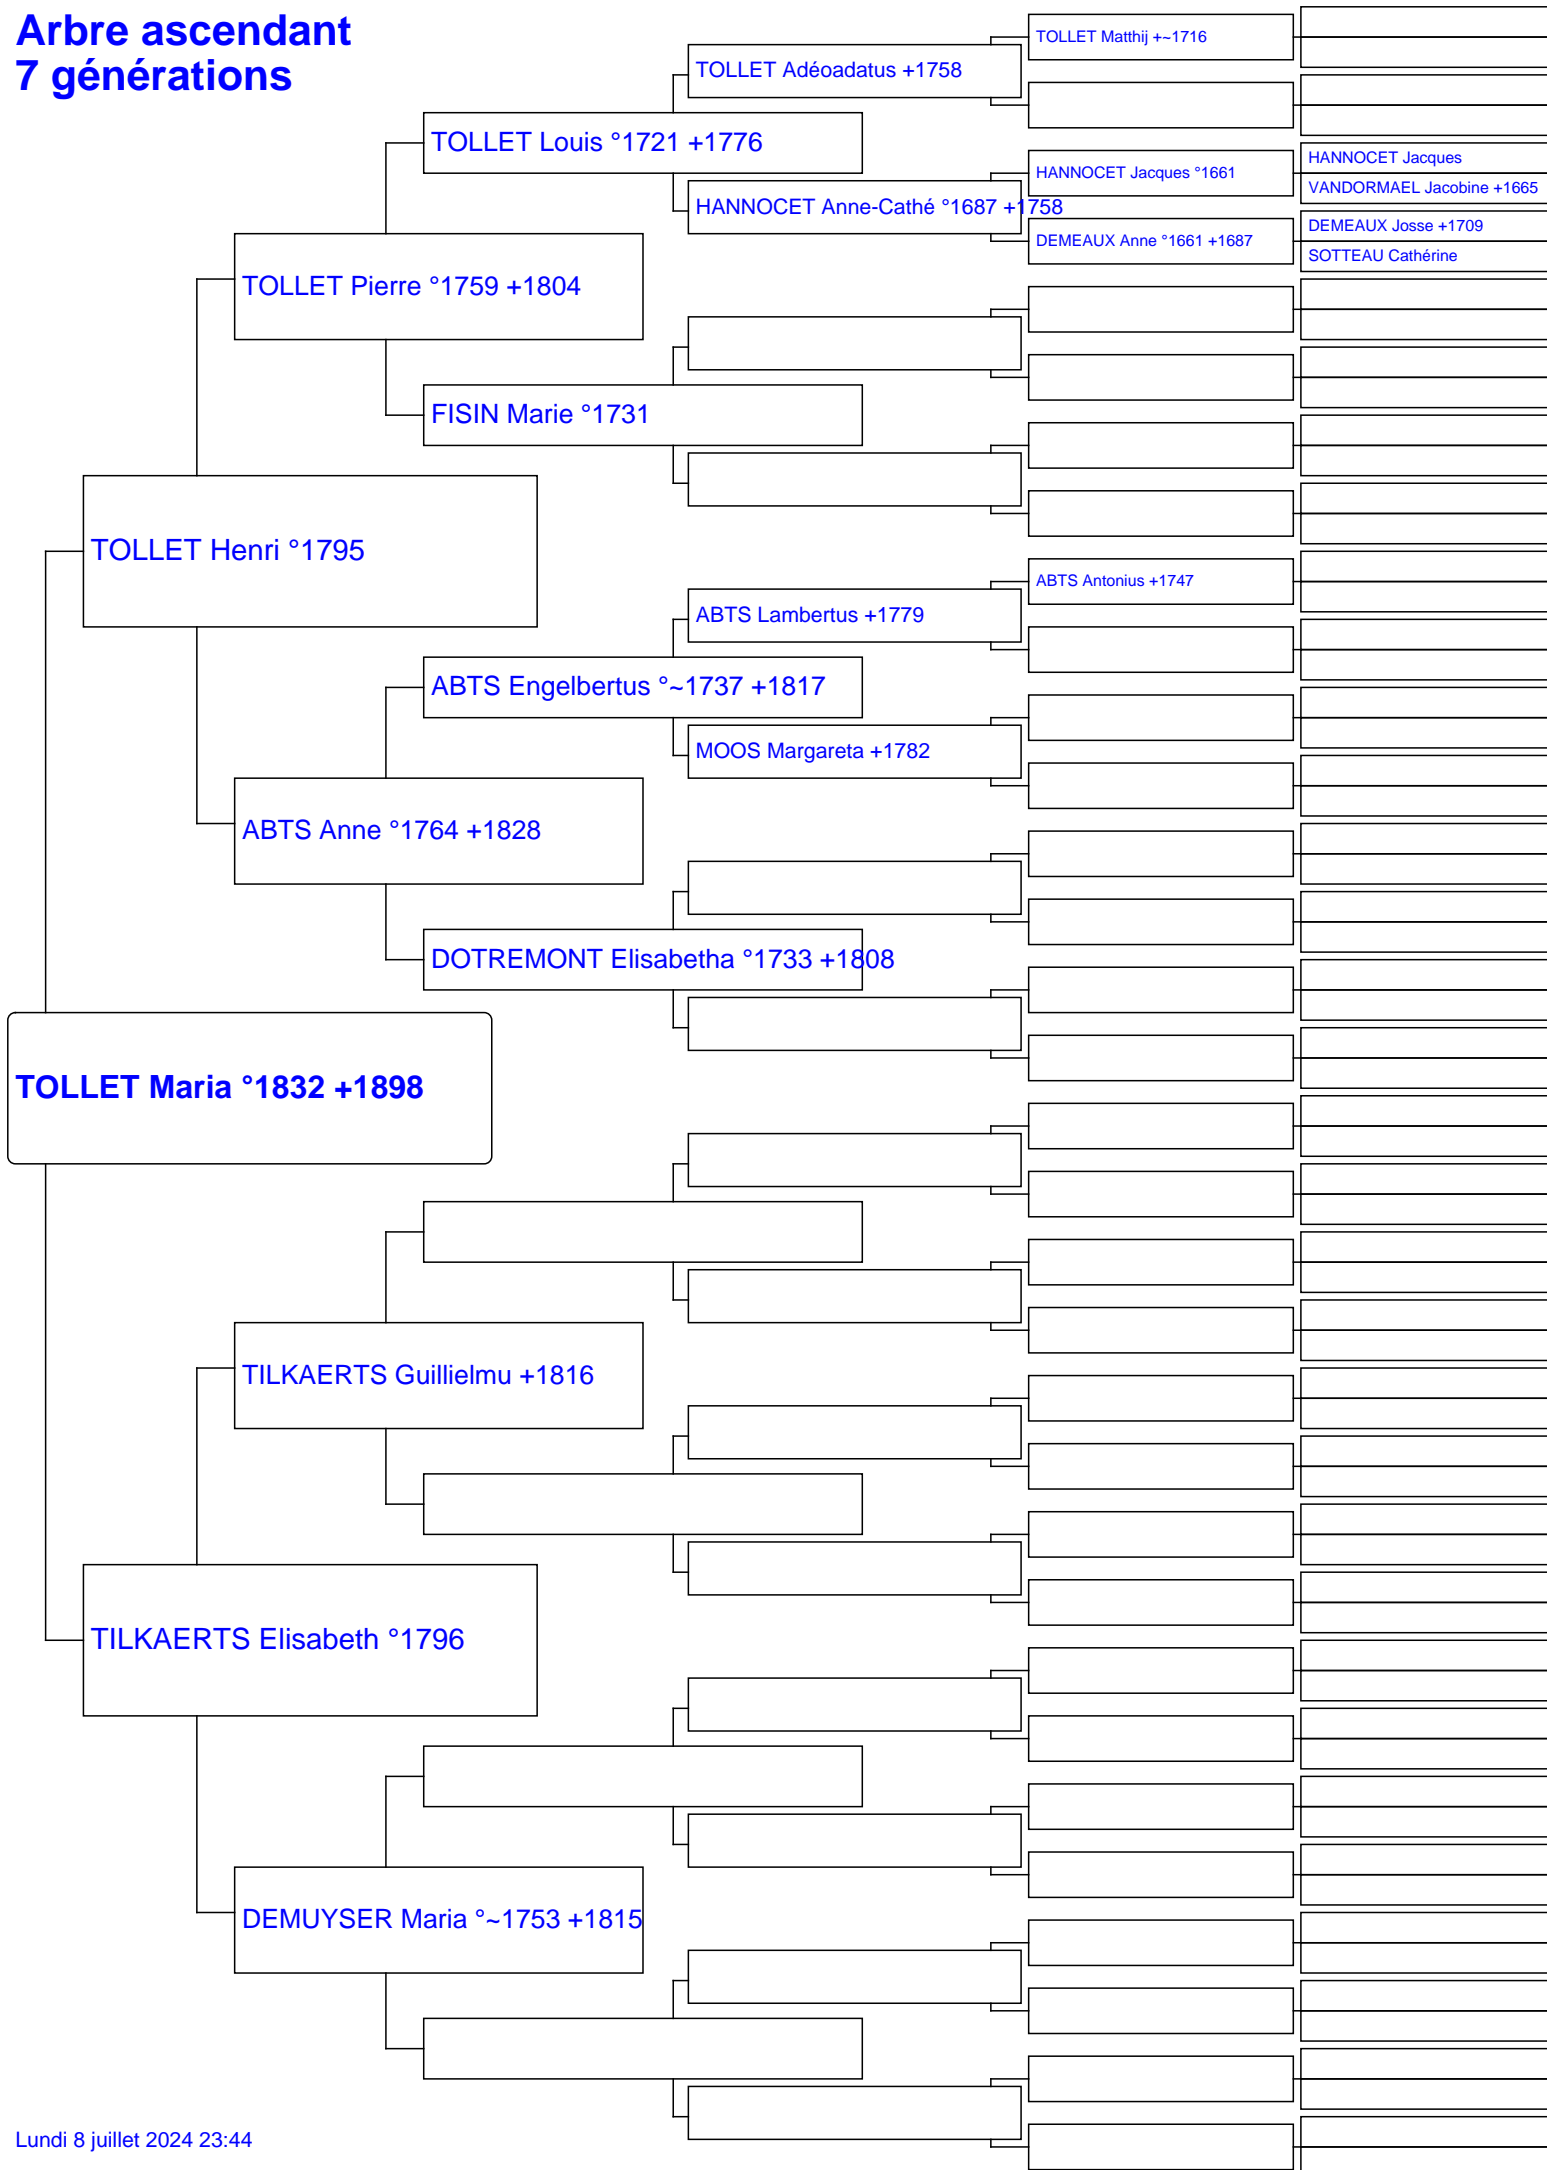 Arbre ascendant
7 générations
TOLLET Matthij +~1716
TOLLET Adéoadatus +1758
TOLLET Louis °1721 +1776
HANNOCET Jacques
HANNOCET Jacques °1661
VANDORMAEL Jacobine +1665
HANNOCET Anne-Cathé °1687 +1758
DEMEAUX Josse +1709
DEMEAUX Anne °1661 +1687
SOTTEAU Cathérine
TOLLET Pierre °1759 +1804
FISIN Marie °1731
TOLLET Henri °1795
ABTS Antonius +1747
ABTS Lambertus +1779
ABTS Engelbertus °~1737 +1817
MOOS Margareta +1782
ABTS Anne °1764 +1828
DOTREMONT Elisabetha °1733 +1808
TOLLET Maria °1832 +1898
TILKAERTS Guillielmu +1816
TILKAERTS Elisabeth °1796
DEMUYSER Maria °~1753 +1815
Lundi 8 juillet 2024 23:44